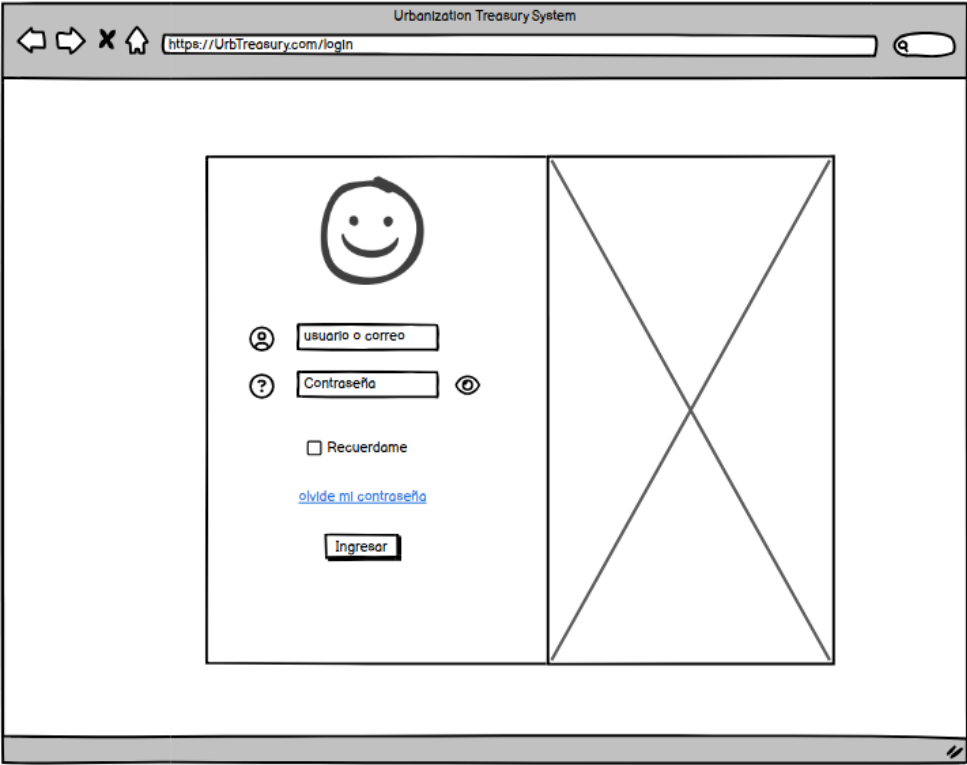 Urbanization Treasury System
https://UrbTreasury.com/login
usuario o correo
Contraseña
Recuerdame
olvide mi contraseña
Ingresar